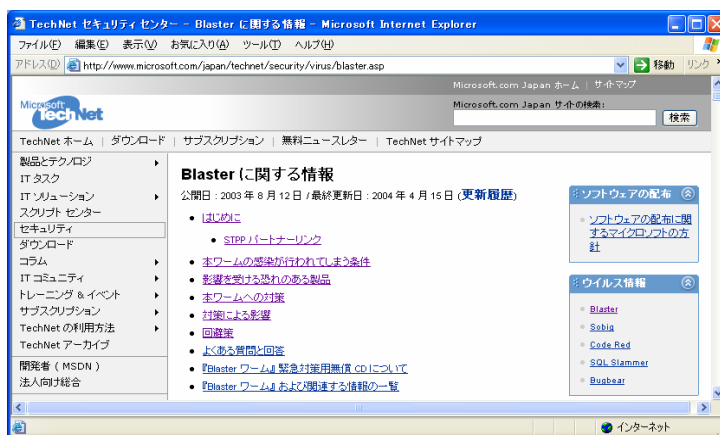 TechNet セキュリティ センター - Blaster に関する情報 - Microsoft Internet Explorer
ファイル(F) 編集(E) 表示(V) お気に入り(A) ツール(T) ヘルプ(H)
アドレス(D) http://www.microsoft.com/japan/technet/security/virus/blaster.asp 移動 リンク
Microsoft.com Japan ホーム | サイトマップ
Microsoft TechNet
Microsoft.com Japan サイトの検索:
検索
TechNet ホーム | ダウンロード | サブスクリプション | 無料ニュースレター | TechNet サイトマップ
製品とテクノロジ
IT タスク
IT ソリューション
スクリプト センター
セキュリティ
ダウンロード
コラム
IT コミュニティ
トレーニング & イベント
サブスクリプション
TechNet の利用方法
TechNet アーカイブ
開発者 ( MSDN )
法人向け総合
Blaster に関する情報
公開日 : 2003 年 8 月 12 日 / 最終更新日 : 2004 年 4 月 15 日 (更新履歴)
はじめに
STPP パートナーリンク
本ワームの感染が行われてしまう条件
影響を受ける恐れのある製品
本ワームへの対策
対策による影響
回避策
よくある質問と回答
『Blaster ワーム』 緊急対策用無償 CD について
『Blaster ワーム』 および関連する情報の一覧
ソフトウェアの配布
ソフトウェアの配布に関
するマイクロソフトの方
針
ウイルス情報
Blaster
Sobig
Code Red
SQL Slammer
Bugbear
インターネット